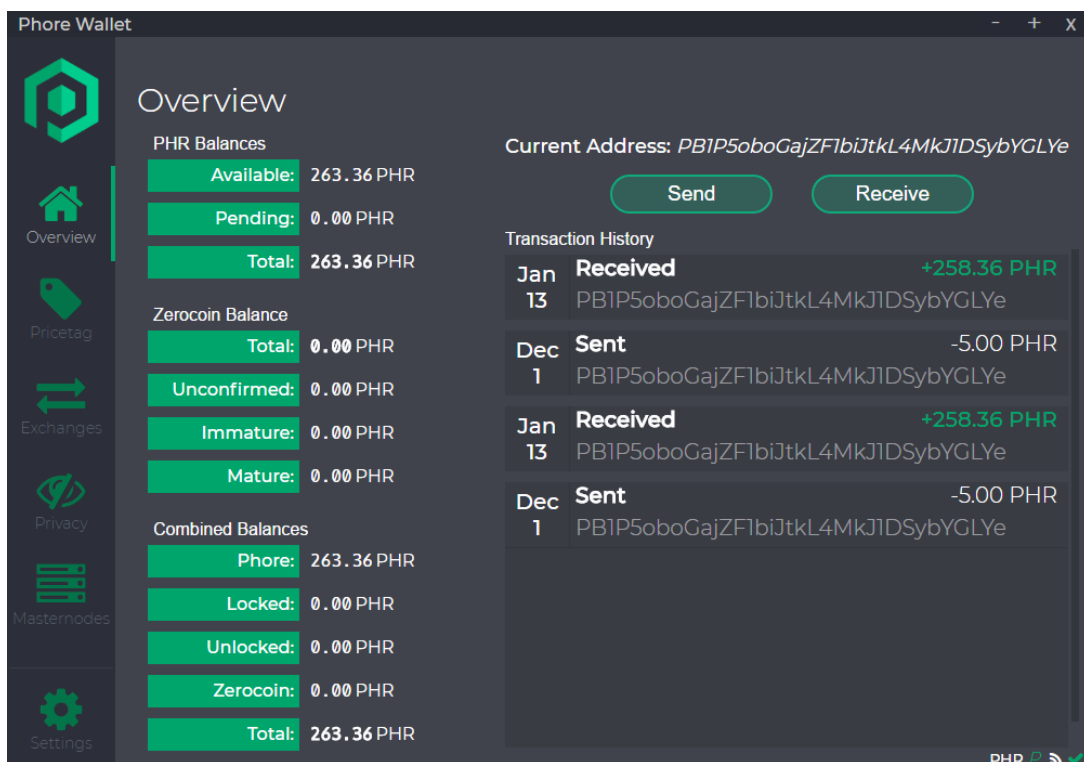 Phore Wallet
- + x
Overview
PHR Balances
Available: 263.36 PHR
Pending: 0.00 PHR
Total: 263.36 PHR
Zerocoin Balance
Total: 0.00 PHR
Unconfirmed: 0.00 PHR
Immature: 0.00 PHR
Mature: 0.00 PHR
Combined Balances
Phore: 263.36 PHR
Locked: 0.00 PHR
Unlocked: 0.00 PHR
Zerocoin: 0.00 PHR
Total: 263.36 PHR
Current Address: PB1P5oboGajZF1biJtkL4MkJ1DSybYGLYe
Send Receive
Transaction History
Jan 13 Received +258.36 PHR
PB1P5oboGajZF1biJtkL4MkJ1DSybYGLYe
Dec 1 Sent -5.00 PHR
PB1P5oboGajZF1biJtkL4MkJ1DSybYGLYe
Jan 13 Received +258.36 PHR
PB1P5oboGajZF1biJtkL4MkJ1DSybYGLYe
Dec 1 Sent -5.00 PHR
PB1P5oboGajZF1biJtkL4MkJ1DSybYGLYe
Overview
Pricetag
Exchanges
Privacy
Masternodes
Settings
PHR P